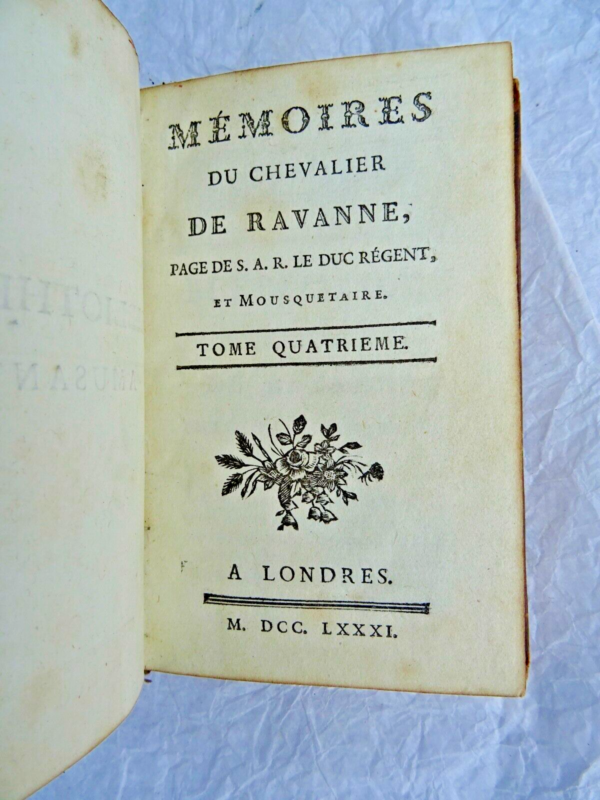 MÉMOIRES
DU CHEVALIER
DE RAVANNE,
PAGE DE S. A. R. LE DUC RÉGENT,
ET MOUSQUETAIRE.
TOME QUATRIEME.
A LONDRES.
M. DCC. LXXXI.